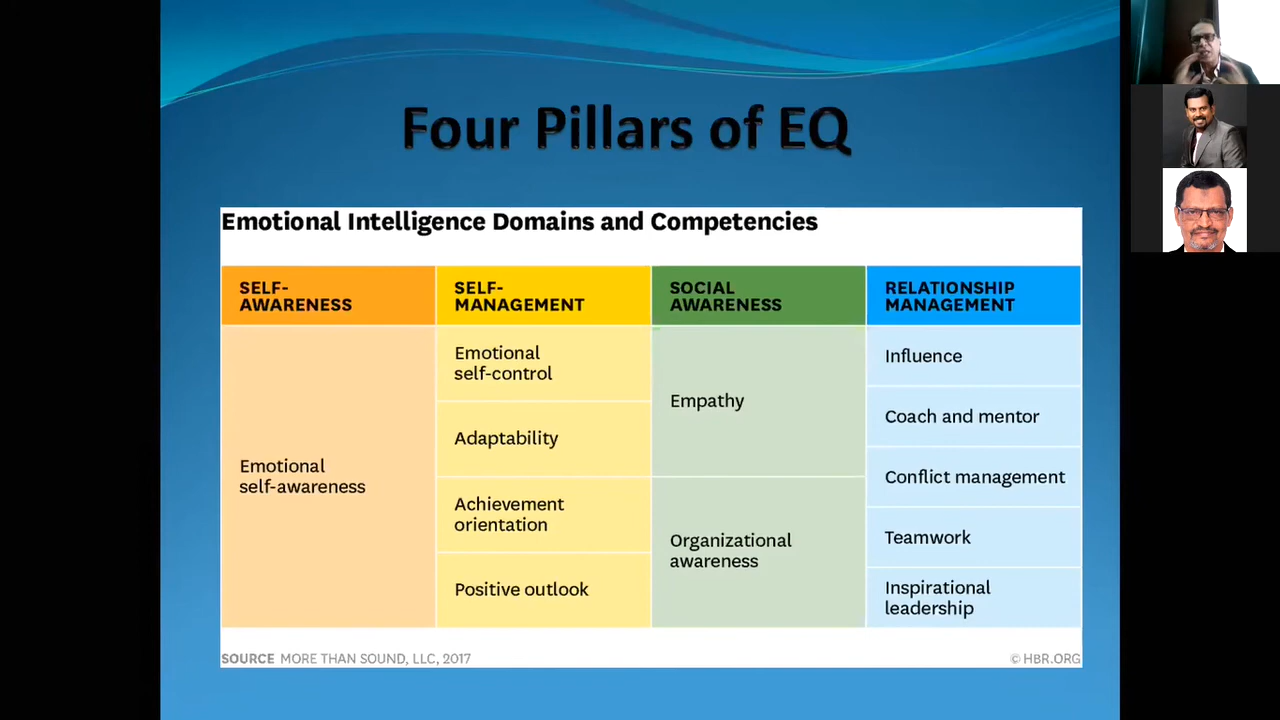 Four Pillars of EQ
Emotional Intelligence Domains and Competencies
SELF-
AWARENESS
SELF-
MANAGEMENT
SOCIAL
AWARENESS
RELATIONSHIP
MANAGEMENT
Emotional
self-awareness
Emotional
self-control
Adaptability
Achievement
orientation
Positive outlook
Empathy
Organizational
awareness
Influence
Coach and mentor
Conflict management
Teamwork
Inspirational
leadership
SOURCE MORE THAN SOUND, LLC, 2017
© HBR.ORG